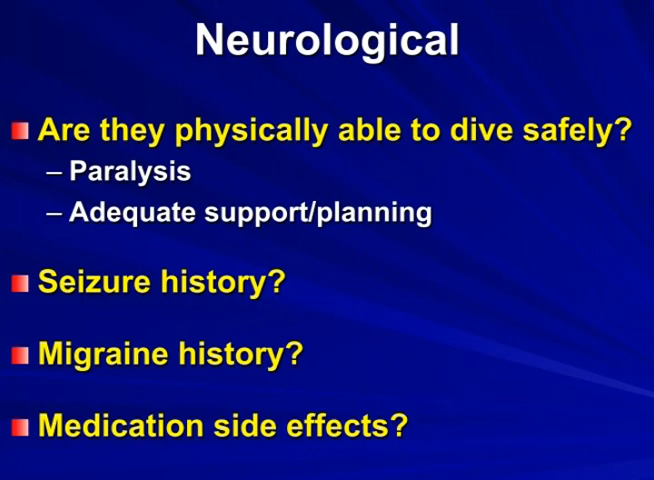 Neurological
Are they physically able to dive safely?
– Paralysis
– Adequate support/planning
Seizure history?
Migraine history?
Medication side effects?